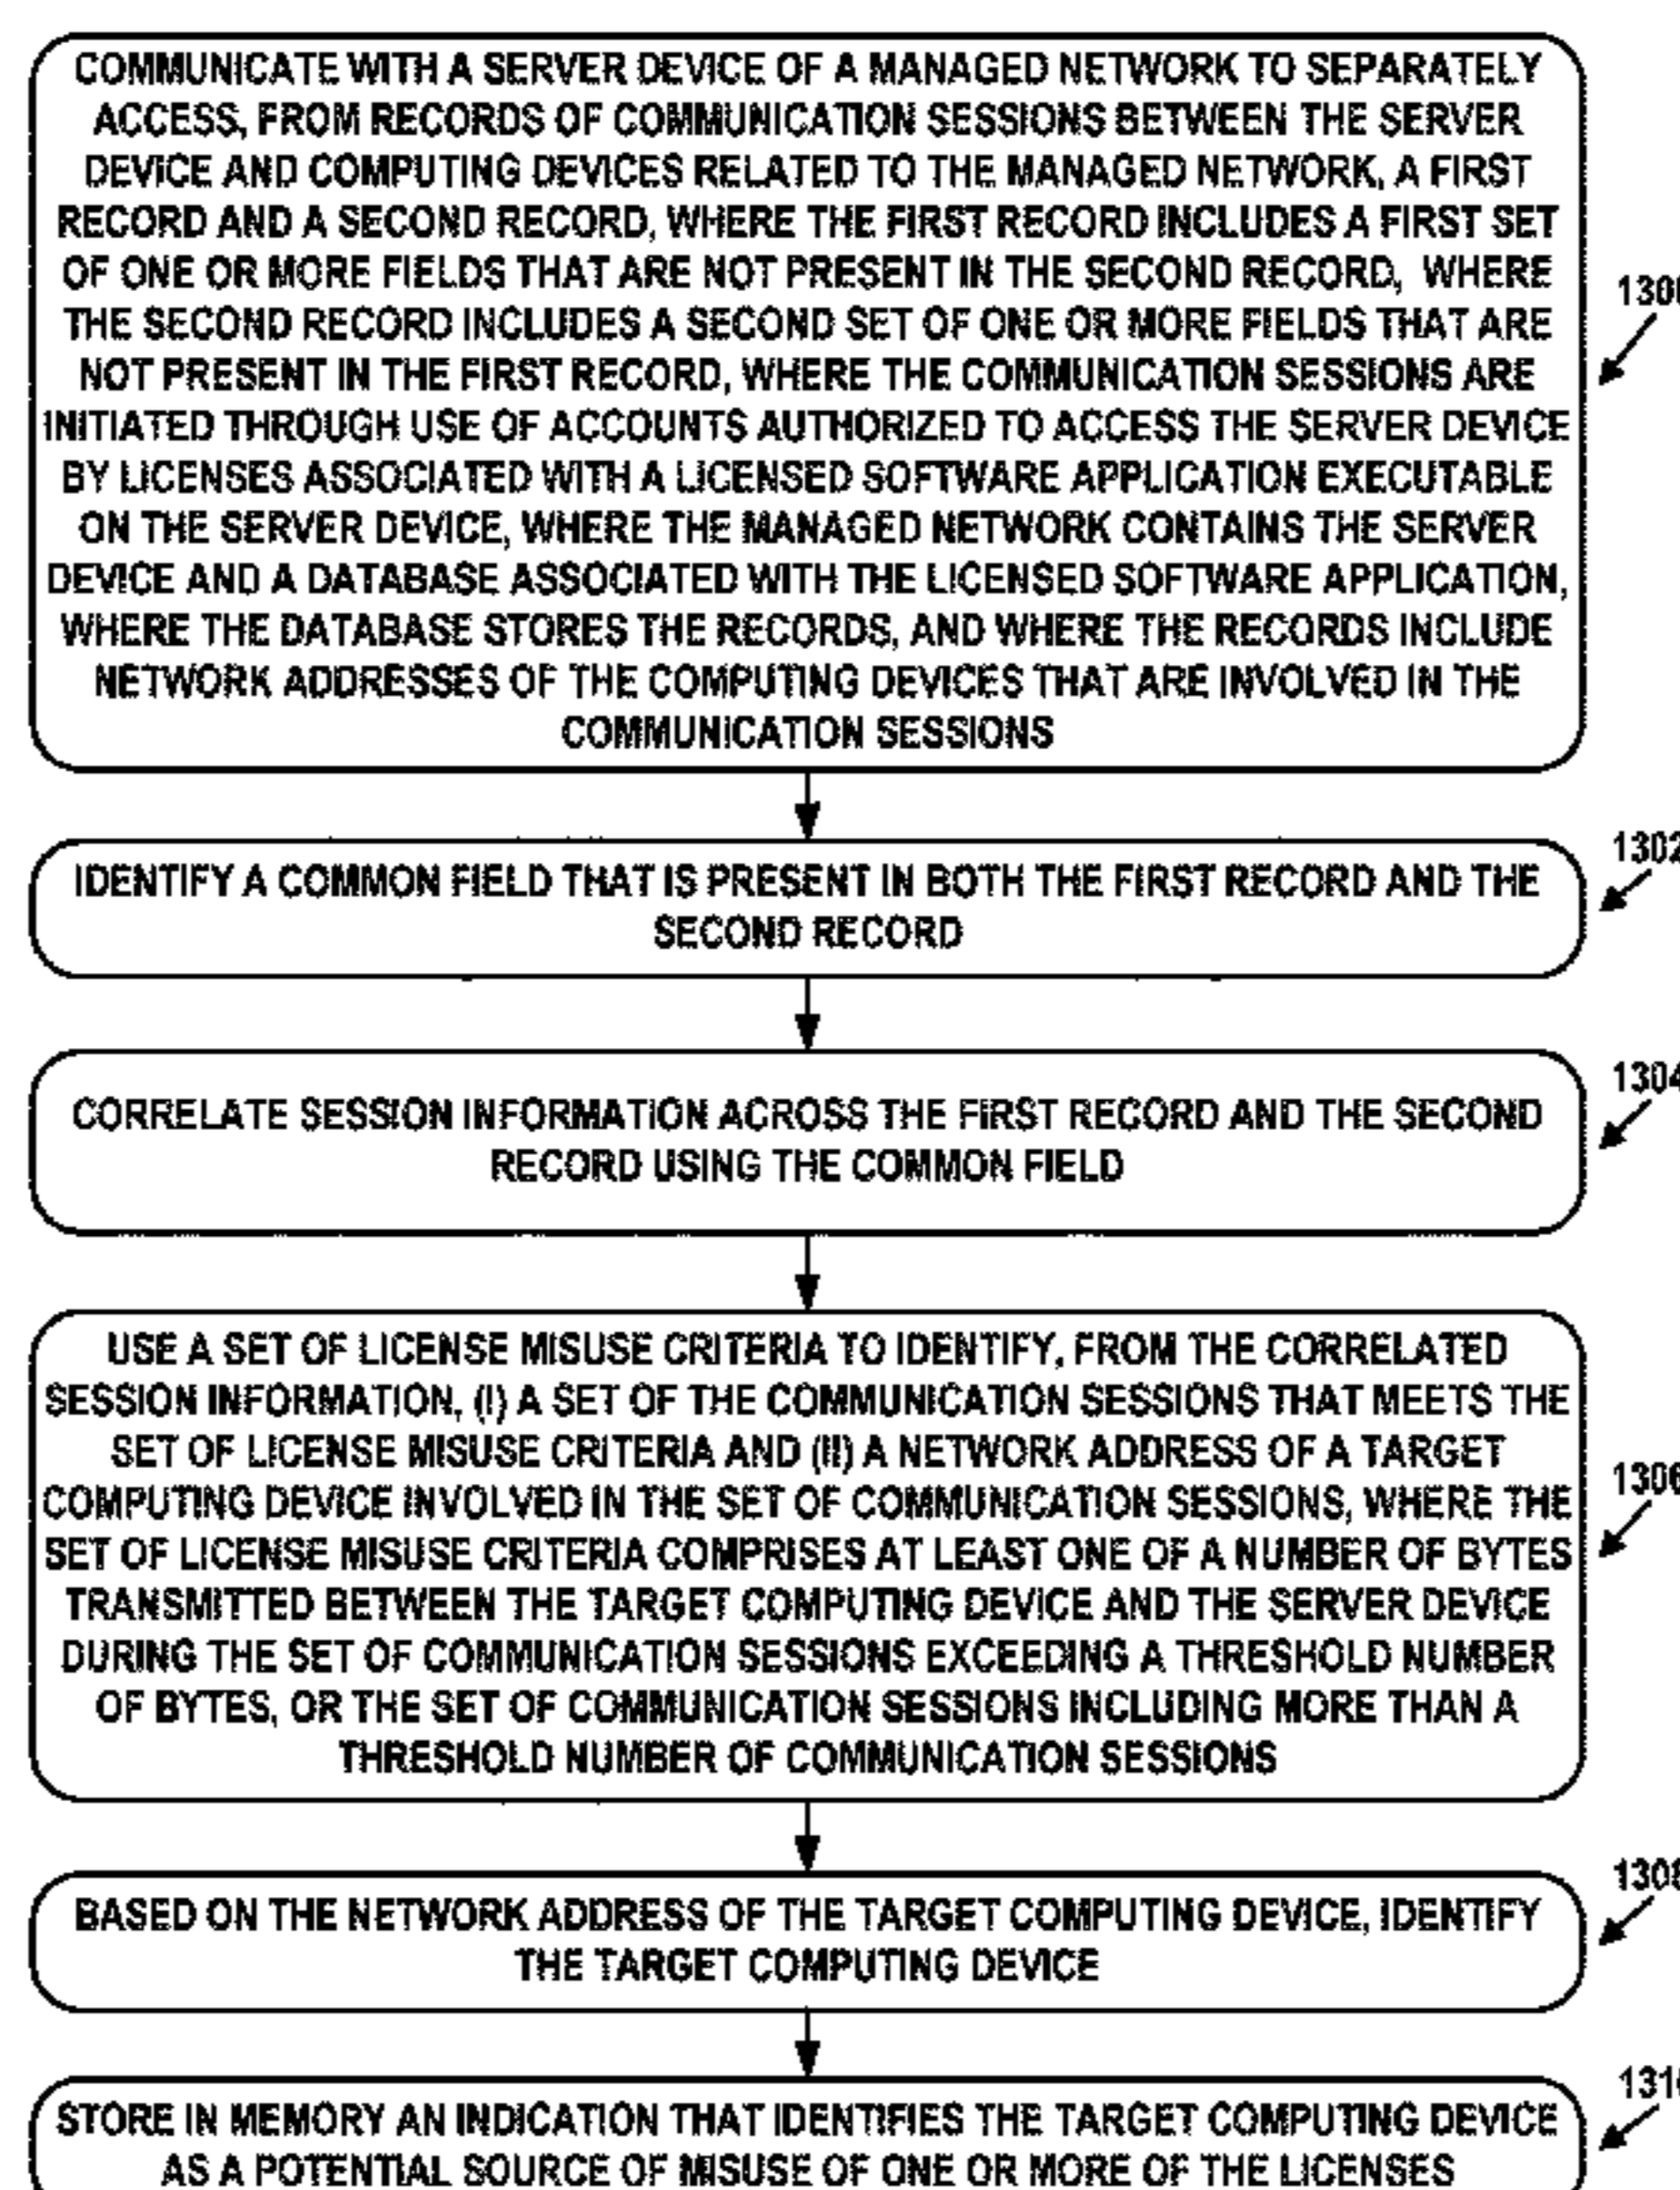 COMMUNICATE WITH A SERVER DEVICE OF A MANAGED NETWORK TO SEPARATELY
ACCESS, FROM RECORDS OF COMMUNICATION SESSIONS BETWEEN THE SERVER
DEVICE AND COMPUTING DEVICES RELATED TO THE MANAGED NETWORK, A FIRST
RECORD AND A SECOND RECORD, WHERE THE FIRST RECORD INCLUDES A FIRST SET
OF ONE OR MORE FIELDS THAT ARE NOT PRESENT IN THE SECOND RECORD, WHERE
THE SECOND RECORD INCLUDES A SECOND SET OF ONE OR MORE FIELDS THAT ARE
NOT PRESENT IN THE FIRST RECORD, WHERE THE COMMUNICATION SESSIONS ARE
INITIATED THROUGH USE OF ACCOUNTS AUTHORIZED TO ACCESS THE SERVER DEVICE
BY LICENSES ASSOCIATED WITH A LICENSED SOFTWARE APPLICATION EXECUTABLE
ON THE SERVER DEVICE, WHERE THE MANAGED NETWORK CONTAINS THE SERVER
DEVICE AND A DATABASE ASSOCIATED WITH THE LICENSED SOFTWARE APPLICATION,
WHERE THE DATABASE STORES THE RECORDS, AND WHERE THE RECORDS INCLUDE
NETWORK ADDRESSES OF THE COMPUTING DEVICES THAT ARE INVOLVED IN THE
COMMUNICATION SESSIONS
1300
IDENTIFY A COMMON FIELD THAT IS PRESENT IN BOTH THE FIRST RECORD AND THE
SECOND RECORD
1302
CORRELATE SESSION INFORMATION ACROSS THE FIRST RECORD AND THE SECOND
RECORD USING THE COMMON FIELD
1304
USE A SET OF LICENSE MISUSE CRITERIA TO IDENTIFY, FROM THE CORRELATED
SESSION INFORMATION, (I) A SET OF THE COMMUNICATION SESSIONS THAT MEETS THE
SET OF LICENSE MISUSE CRITERIA AND (II) A NETWORK ADDRESS OF A TARGET
COMPUTING DEVICE INVOLVED IN THE SET OF COMMUNICATION SESSIONS, WHERE THE
SET OF LICENSE MISUSE CRITERIA COMPRISES AT LEAST ONE OF A NUMBER OF BYTES
TRANSMITTED BETWEEN THE TARGET COMPUTING DEVICE AND THE SERVER DEVICE
DURING THE SET OF COMMUNICATION SESSIONS EXCEEDING A THRESHOLD NUMBER
OF BYTES, OR THE SET OF COMMUNICATION SESSIONS INCLUDING MORE THAN A
THRESHOLD NUMBER OF COMMUNICATION SESSIONS
1306
BASED ON THE NETWORK ADDRESS OF THE TARGET COMPUTING DEVICE, IDENTIFY
THE TARGET COMPUTING DEVICE
1308
STORE IN MEMORY AN INDICATION THAT IDENTIFIES THE TARGET COMPUTING DEVICE
AS A POTENTIAL SOURCE OF MISUSE OF ONE OR MORE OF THE LICENSES
1310